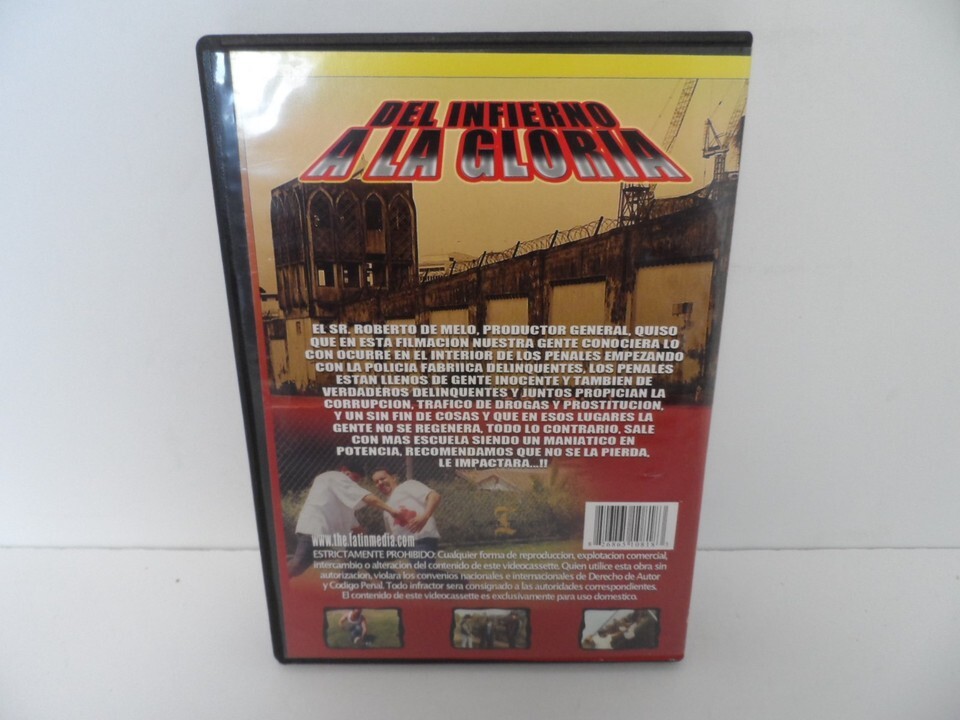 DEL INFIERNO
A LA GLORIA
EL SR. ROBERTO DE MELO, PRODUCTOR GENERAL, QUISO
QUE EN ESTA FILMACION NUESTRA GENTE CONOCIERA LO
CON OCURRE EN EL INTERIOR DE LOS PENALES EMPEZANDO
CON LA POLICIA FABRIICA DELINQUENTES, LOS PENALES
ESTAN LLENOS DE GENTE INOCENTE Y TAMBIEN DE
VERDADEROS DELINQUENTES Y JUNTOS PROPICIAN LA
CORRUPCION, TRAFICO DE DROGAS Y PROSTITUCION,
Y UN SIN FIN DE COSAS Y QUE EN ESOS LUGARES LA
GENTE NO SE REGENERA, TODO LO CONTRARIO, SALE
CON MAS ESCUELA SIENDO UN MANIATICO EN
POTENCIA, RECOMENDAMOS QUE NO SE LA PIERDA,
LE IMPACTARA...!!
www.the.latinmedia.com
ESTRICTAMENTE PROHIBIDO: Cualquier forma de reproduccion, explotacion comercial,
intercambio o alteracion del contenido de este videocassette. Quien utilice esta obra sin
autorizacion, violara los convenios nacionales e internacionales de Derecho de Autor
y Codigo Penal. Todo infractor sera consignado a las autoridades correspondientes.
El contenido de este videocassette es exclusivamente para uso domestico.